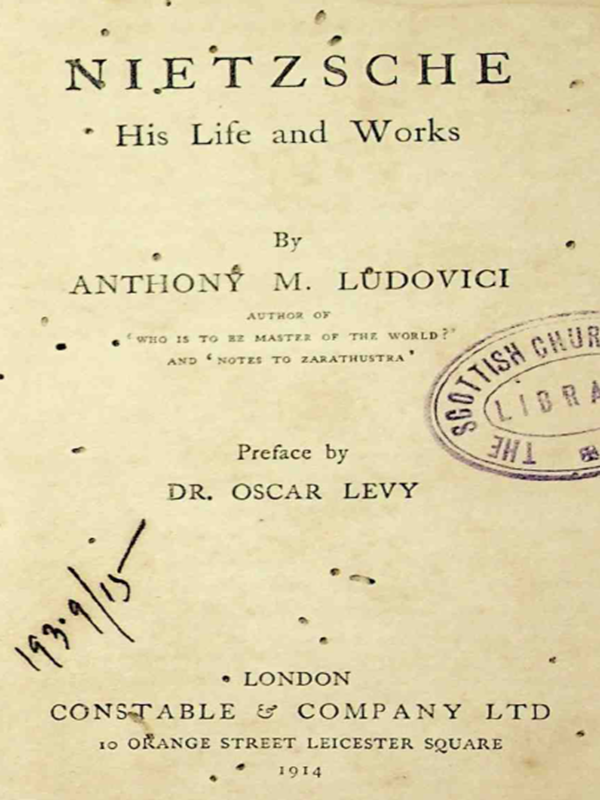 NIETZSCHE
His Life and Works
By
ANTHONY M. LUDOVICI
AUTHOR OF
'WHO IS TO BE MASTER OF THE WORLD?'
AND 'NOTES TO ZARATHUSTRA'
THE SCOTTISH CHUR
LIBRA
Preface by
DR. OSCAR LEVY
193.9/15
LONDON
CONSTABLE & COMPANY LTD
10 ORANGE STREET LEICESTER SQUARE
1914